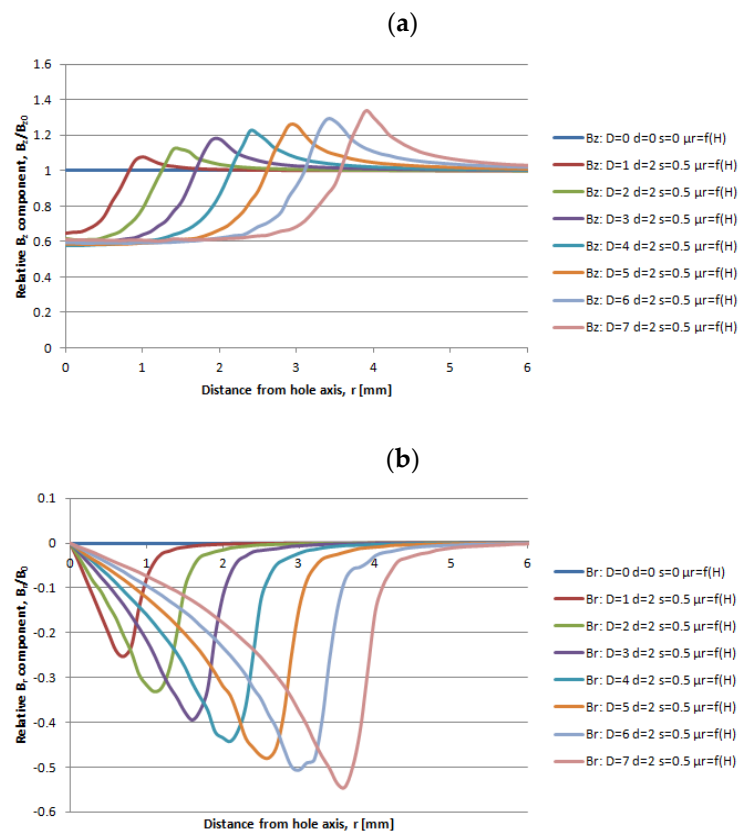 (a)
Relative Bz component, Bz/Bz0
1.6
1.4
1.2
1.0
0.8
0.6
0.4
0.2
0
0 1 2 3 4 5 6
Distance from hole axis, r [mm]
Bz: D=0 d=0 s=0 μr=f(H)
Bz: D=1 d=2 s=0.5 μr=f(H)
Bz: D=2 d=2 s=0.5 μr=f(H)
Bz: D=3 d=2 s=0.5 μr=f(H)
Bz: D=4 d=2 s=0.5 μr=f(H)
Bz: D=5 d=2 s=0.5 μr=f(H)
Bz: D=6 d=2 s=0.5 μr=f(H)
Bz: D=7 d=2 s=0.5 μr=f(H)
(b)
Relative Br component, Br/B0
0.1
0
-0.1
-0.2
-0.3
-0.4
-0.5
-0.6
0 1 2 3 4 5 6
Distance from hole axis, r [mm]
Br: D=0 d=0 s=0 μr=f(H)
Br: D=1 d=2 s=0.5 μr=f(H)
Br: D=2 d=2 s=0.5 μr=f(H)
Br: D=3 d=2 s=0.5 μr=f(H)
Br: D=4 d=2 s=0.5 μr=f(H)
Br: D=5 d=2 s=0.5 μr=f(H)
Br: D=6 d=2 s=0.5 μr=f(H)
Br: D=7 d=2 s=0.5 μr=f(H)